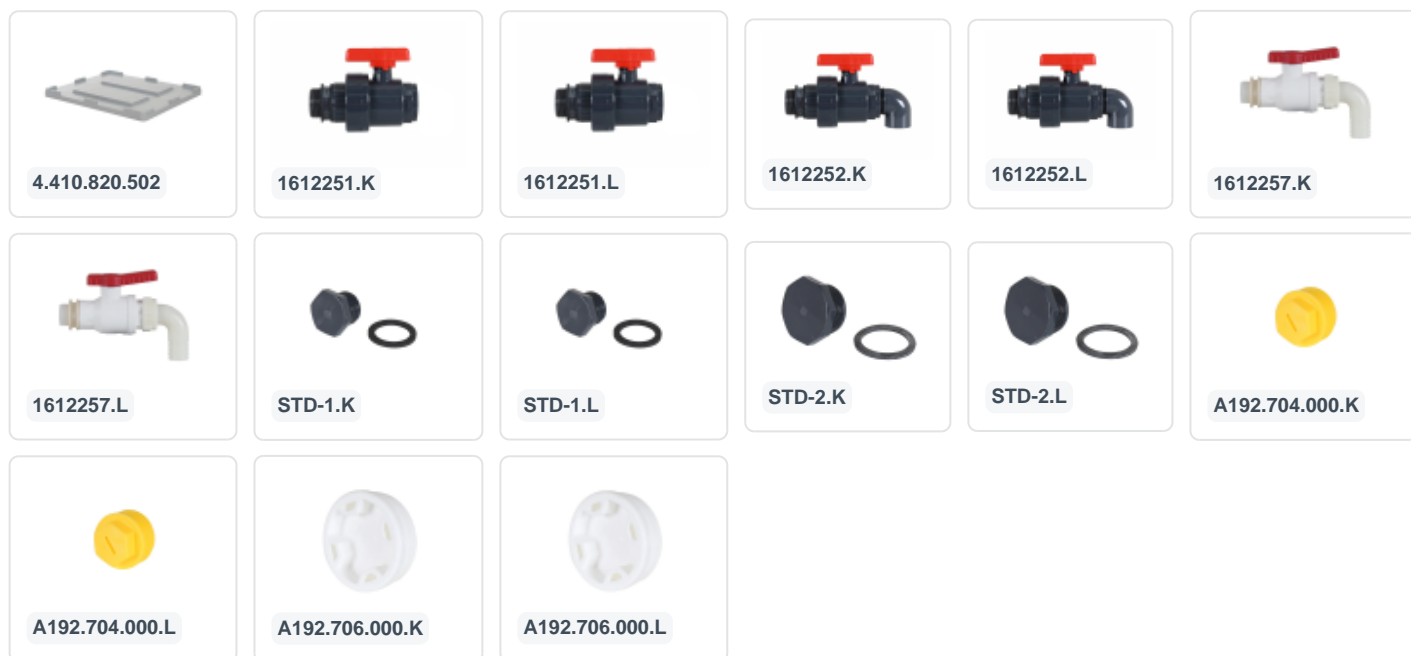 4.410.820.502
1612251.K
1612251.L
1612252.K
1612252.L
1612257.K
1612257.L
STD-1.K
STD-1.L
STD-2.K
STD-2.L
A192.704.000.K
A192.704.000.L
A192.706.000.K
A192.706.000.L